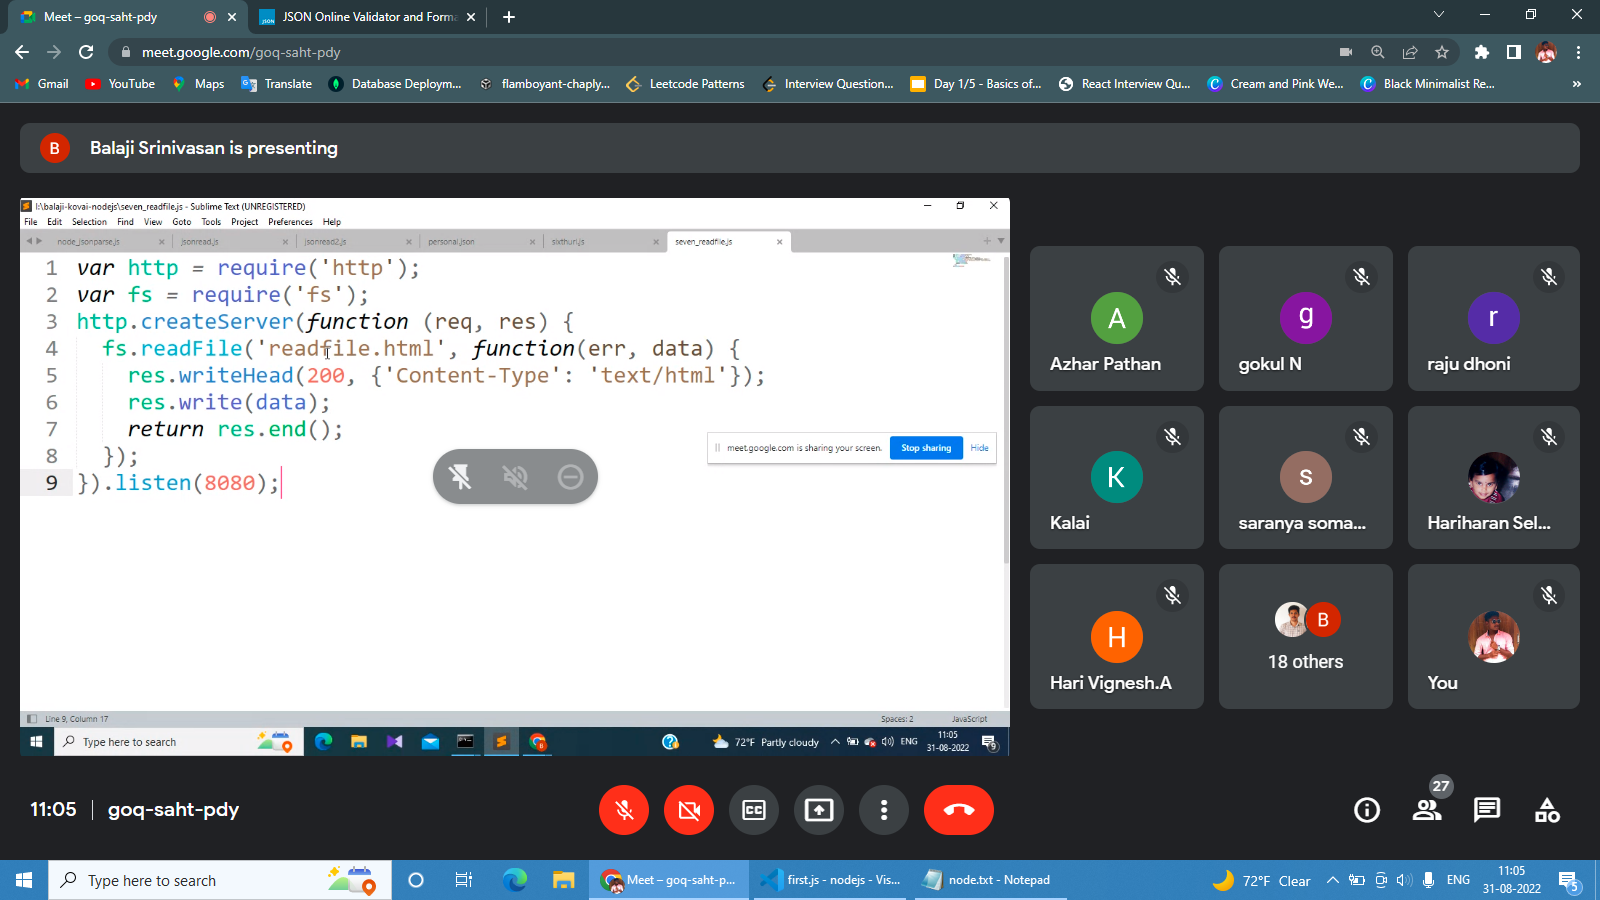 Meet – goq-saht-pdy
JSON Online Validator and Forma
meet.google.com/goq-saht-pdy
Gmail
YouTube
Maps
Translate
Database Deploym...
flamboyant-chaply...
Leetcode Patterns
Interview Question...
Day 1/5 - Basics of...
React Interview Qu...
Cream and Pink We...
Black Minimalist Re...
B
Balaji Srinivasan is presenting
I:\balaji-kovai-nodejs\seven_readfile.js - Sublime Text (UNREGISTERED)
File Edit Selection Find View Goto Tools Project Preferences Help
node_jsonparse.js
jsonread.js
jsonread2.js
personal.json
sixthurl.js
seven_readfile.js
1 var http = require('http');
2 var fs = require('fs');
3 http.createServer(function (req, res) {
4 fs.readFile('readfile.html', function(err, data) {
5 res.writeHead(200, {'Content-Type': 'text/html'});
6 res.write(data);
7 return res.end();
8 });
9 }).listen(8080);
meet.google.com is sharing your screen. Stop sharing Hide
Line 9, Column 17
Spaces: 2
JavaScript
Type here to search
72°F Partly cloudy
ENG
11:05
31-08-2022
9
A
Azhar Pathan
g
gokul N
r
raju dhoni
K
Kalai
s
saranya soma...
Hariharan Sel...
H
Hari Vignesh.A
B
18 others
You
11:05 | goq-saht-pdy
CC
27
Type here to search
Meet – goq-saht-p...
first.js - nodejs - Vis...
node.txt - Notepad
72°F Clear
ENG
11:05
31-08-2022
5